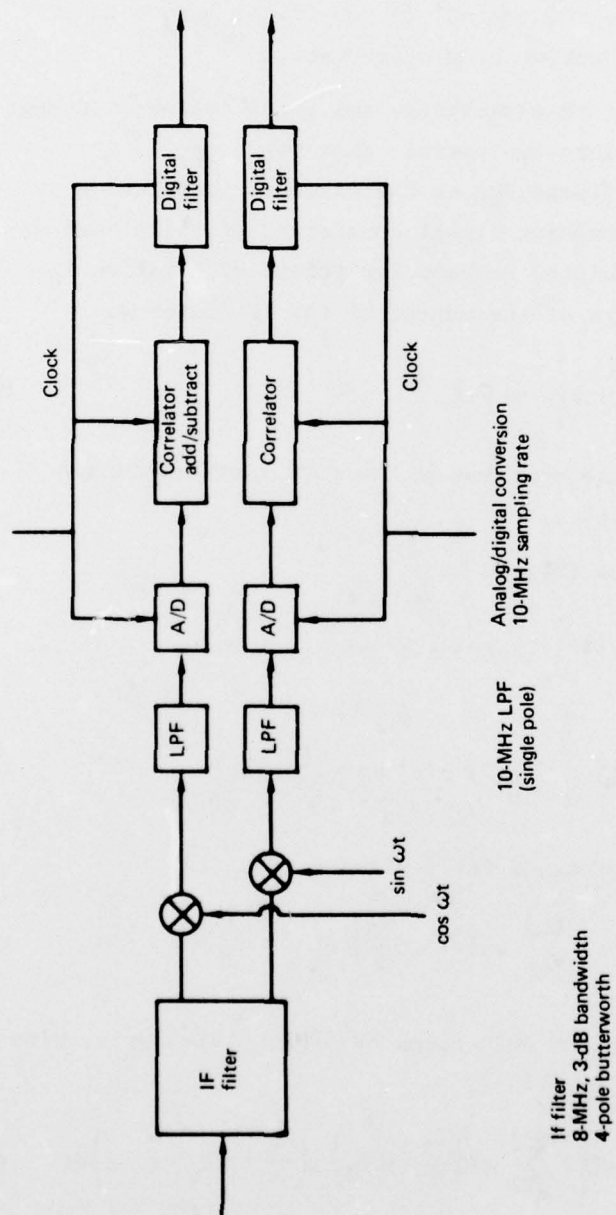 IF
filter
cos ωt
sin ωt
LPF
LPF
A/D
A/D
Clock
Correlator
add/subtract
Correlator
Clock
Digital
filter
Digital
filter
If filter
8-MHz, 3-dB bandwidth
4-pole butterworth
10-MHz LPF
(single pole)
Analog/digital conversion
10-MHz sampling rate